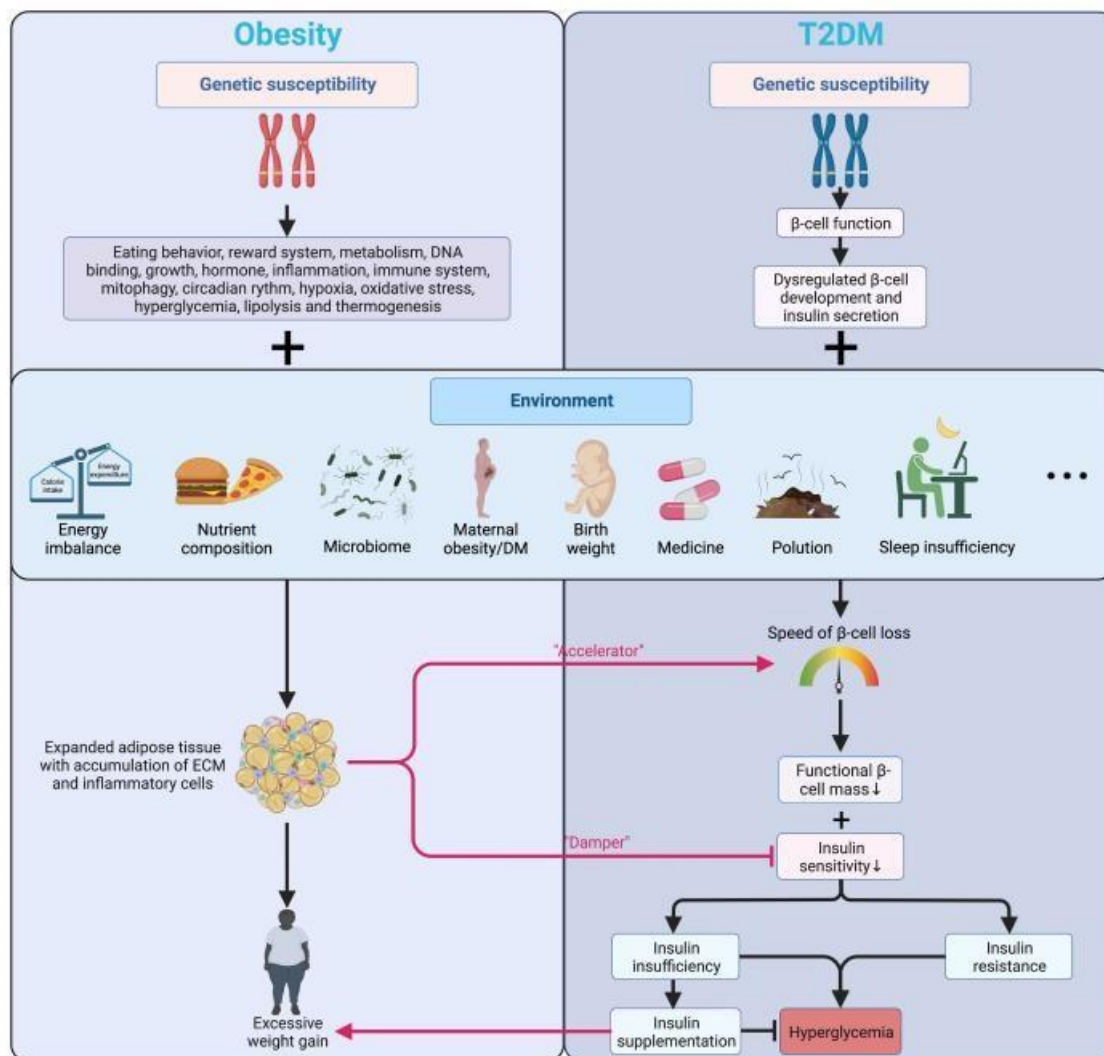 Obesity
T2DM
Genetic susceptibility
Genetic susceptibility
Eating behavior, reward system, metabolism, DNA
binding, growth, hormone, inflammation, immune system,
mitophagy, circadian rythm, hypoxia, oxidative stress,
hyperglycemia, lipolysis and thermogenesis
β-cell function
Dysregulated β-cell
development and
insulin secretion
+
+
Environment
Calorie
intake
Energy
expenditure
Energy
imbalance
Nutrient
composition
Microbiome
Maternal
obesity/DM
Birth
weight
Medicine
Polution
Sleep insufficiency
...
Speed of β-cell loss
"Accelerator"
Expanded adipose tissue
with accumulation of ECM
and inflammatory cells
Functional β-
cell mass↓
+
"Damper"
Insulin
sensitivity↓
Insulin
insufficiency
Insulin
resistance
Excessive
weight gain
Insulin
supplementation
Hyperglycemia